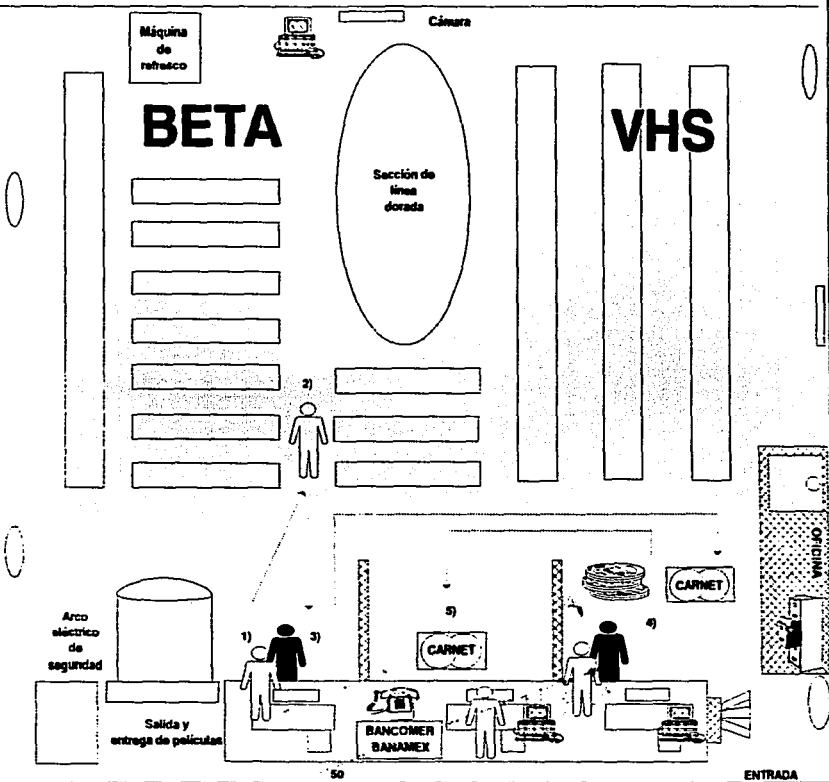 Máquina
de
refresco
Cámara
BETA
VHS
Sección de
línea
dorada
2)
OFICINA
CARNET
Arco
eléctrico
de
seguridad
1)
3)
5)
4)
CARNET
Salida y
entrega de películas
BANCOMER
BANAMEX
50
ENTRADA